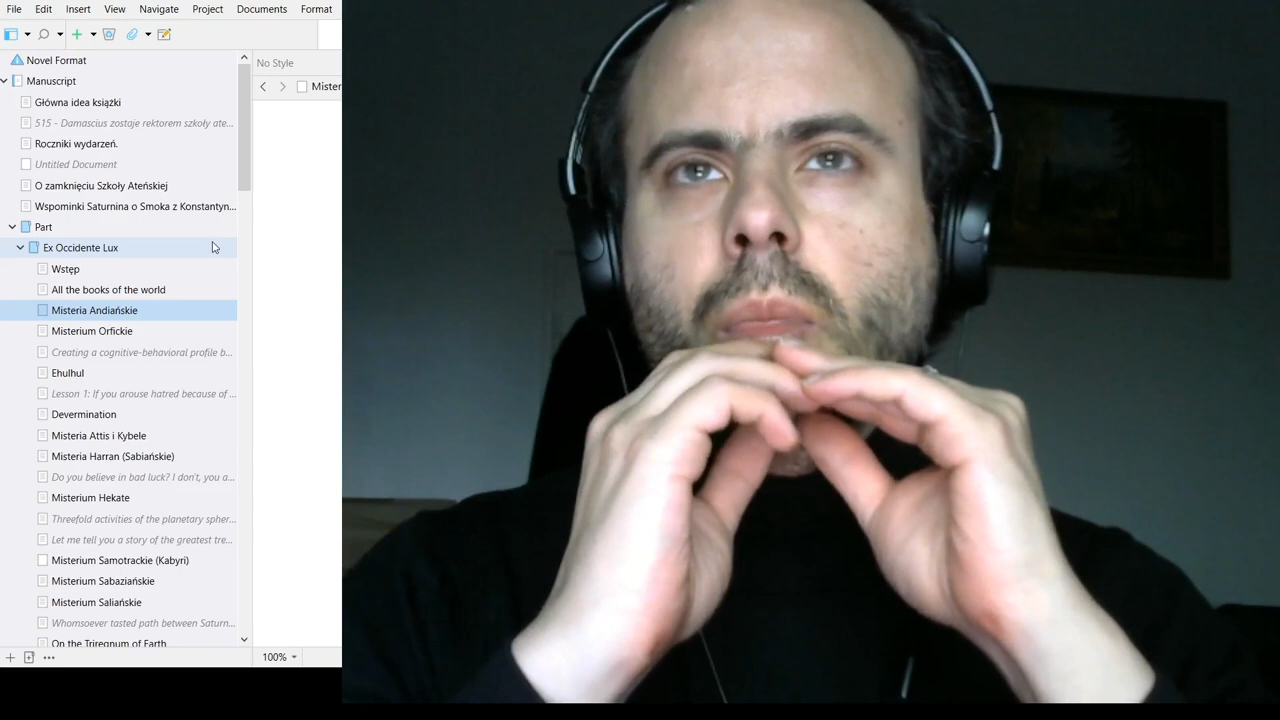 File Edit Insert View Navigate Project Documents Format
No Style
Novel Format
Manuscript
Główna idea książki
515 - Damascius zostaje rektorem szkoły ate...
Roczniki wydarzeń.
Untitled Document
O zamknięciu Szkoły Ateńskiej
Wspominki Saturnina o Smoka z Konstantyn...
Part
Ex Occidente Lux
Wstęp
All the books of the world
Misteria Andiańskie
Misterium Orfickie
Creating a cognitive-behavioral profile b...
Ehulhul
Lesson 1: If you arouse hatred because of ...
Devermination
Misteria Attis i Kybele
Misteria Harran (Sabiańskie)
Do you believe in bad luck? I don't, you a...
Misterium Hekate
Threefold activities of the planetary spher...
Let me tell you a story of the greatest tre...
Misterium Samotrackie (Kabyri)
Misterium Sabaziańskie
Misterium Saliańskie
Whomsoever tasted path between Saturn...
On the Triregnum of Earth
Mister
100%